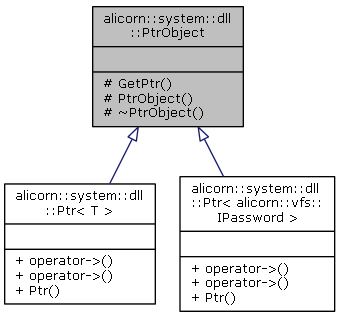 alicorn::system::dll
::PtrObject
# GetPtr()
# PtrObject()
# ~PtrObject()
alicorn::system::dll
::Ptr< T >
+ operator->()
+ operator->()
+ Ptr()
alicorn::system::dll
::Ptr< alicorn::vfs::
IPassword >
+ operator->()
+ operator->()
+ Ptr()